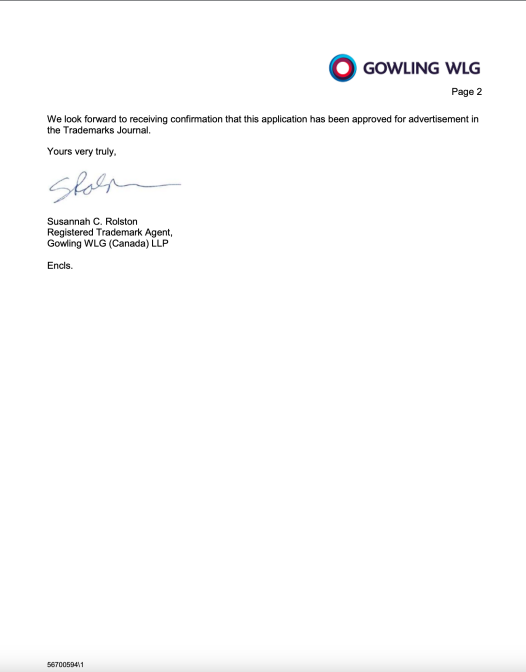 GOWLING WLG
Page 2
We look forward to receiving confirmation that this application has been approved for advertisement in
the Trademarks Journal.
Yours very truly,
Susannah C. Rolston
Registered Trademark Agent,
Gowling WLG (Canada) LLP
Encls.
56700594\1